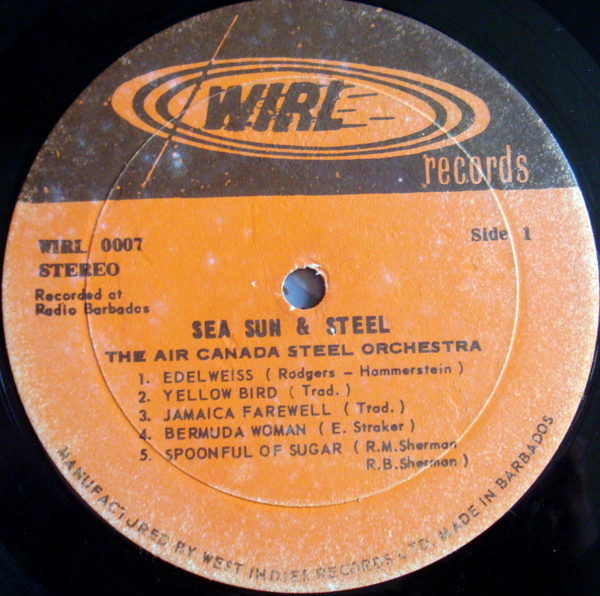 WIRL
records
WIRL 0007
Side 1
STEREO
Recorded at
Radio Barbados
SEA SUN & STEEL
THE AIR CANADA STEEL ORCHESTRA
1. EDELWEISS ( Rodgers - Hammerstein )
2. YELLOW BIRD ( Trad. )
3. JAMAICA FAREWELL ( Trad. )
4. BERMUDA WOMAN ( E. Straker )
5. SPOONFUL OF SUGAR ( R.M.Sherman
R.B.Sherman )
MANUFACTURED BY WEST INDIES RECORDS LTD. MADE IN BARBADOS